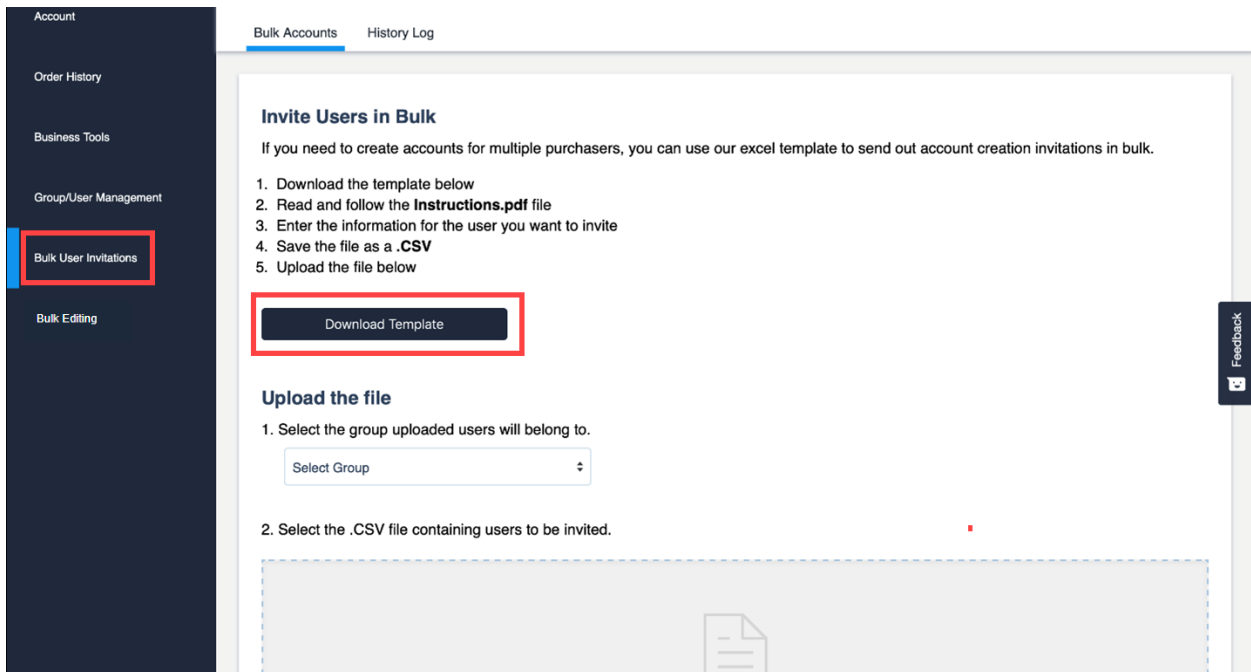 Account
Order History
Business Tools
Group/User Management
Bulk User Invitations
Bulk Editing
Bulk Accounts
History Log
Invite Users in Bulk
If you need to create accounts for multiple purchasers, you can use our excel template to send out account creation invitations in bulk.
1. Download the template below
2. Read and follow the Instructions.pdf file
3. Enter the information for the user you want to invite
4. Save the file as a .CSV
5. Upload the file below
Download Template
Upload the file
1. Select the group uploaded users will belong to.
Select Group
2. Select the .CSV file containing users to be invited.
Feedback